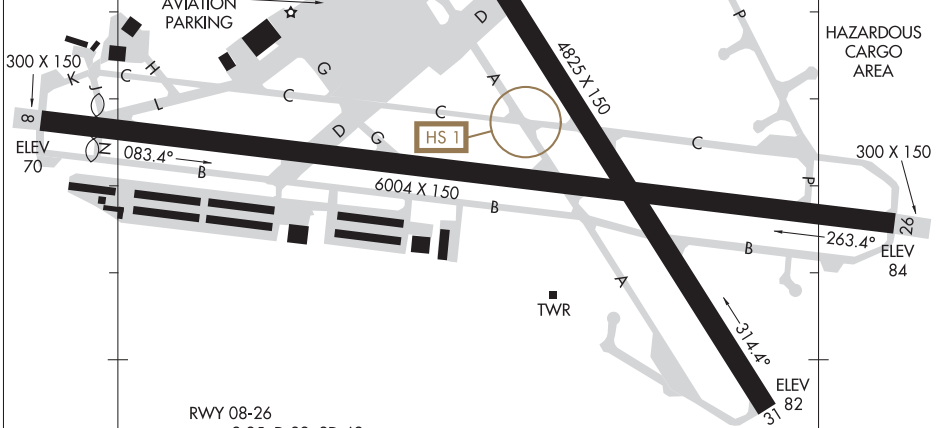 AVIATION
PARKING
D
P
HAZARDOUS
CARGO
AREA
4825 X 150
300 X 150
K
J
C
H
L
G
A
C
C
HS 1
C
8
ELEV
70
N
083.4°
B
D
G
6004 X 150
B
300 X 150
P
26
263.4°
ELEV
84
B
A
TWR
314.4°
ELEV
82
31
RWY 08-26